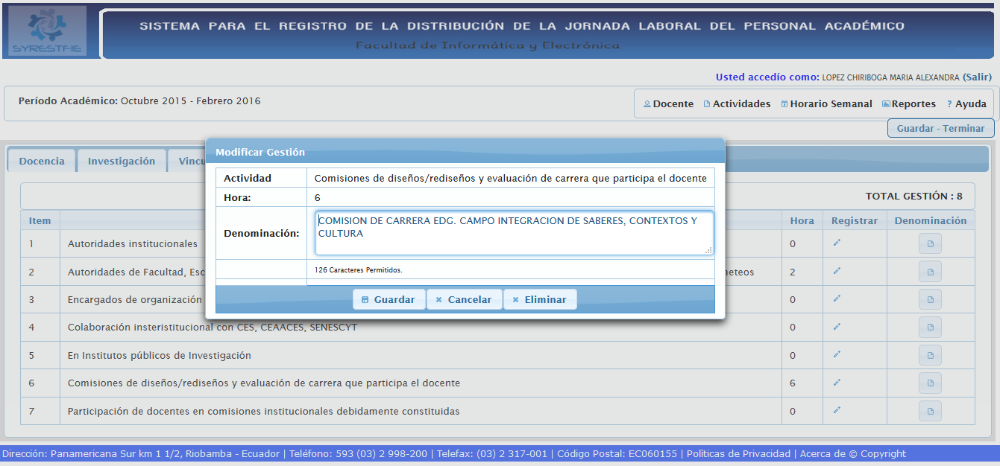 SYRESTFIE
SISTEMA PARA EL REGISTRO DE LA DISTRIBUCIÓN DE LA JORNADA LABORAL DEL PERSONAL ACADÉMICO
Facultad de Informática y Electrónica
Usted accedío como: LOPEZ CHIRIBOGA MARIA ALEXANDRA (Salir)
Período Académico: Octubre 2015 - Febrero 2016
Docente Actividades Horario Semanal Reportes ? Ayuda
Guardar - Terminar
Docencia Investigación
TOTAL GESTIÓN : 8
Item Hora Registrar Denominación
1 Autoridades institucionales 0
2 Autoridades de Facultad, 2
3 Encargados de organización 0
4 Colaboración insteristitucional con CES, CEAACES, SENESCYT 0
5 En Institutos públicos de Investigación 0
6 Comisiones de diseños/rediseños y evaluación de carrera que participa el docente 6
7 Participación de docentes en comisiones institucionales debidamente constituidas 0
Modificar Gestión
Actividad Comisiones de diseños/rediseños y evaluación de carrera que participa el docente
Hora: 6
Denominación: COMISION DE CARRERA EDG. CAMPO INTEGRACION DE SABERES, CONTEXTOS Y
CULTURA
126 Caracteres Permitidos.
Guardar Cancelar Eliminar
Dirección: Panamericana Sur km 1 1/2, Riobamba - Ecuador | Teléfono: 593 (03) 2 998-200 | Telefax: (03) 2 317-001 | Código Postal: EC060155 | Políticas de Privacidad | Acerca de © Copyright